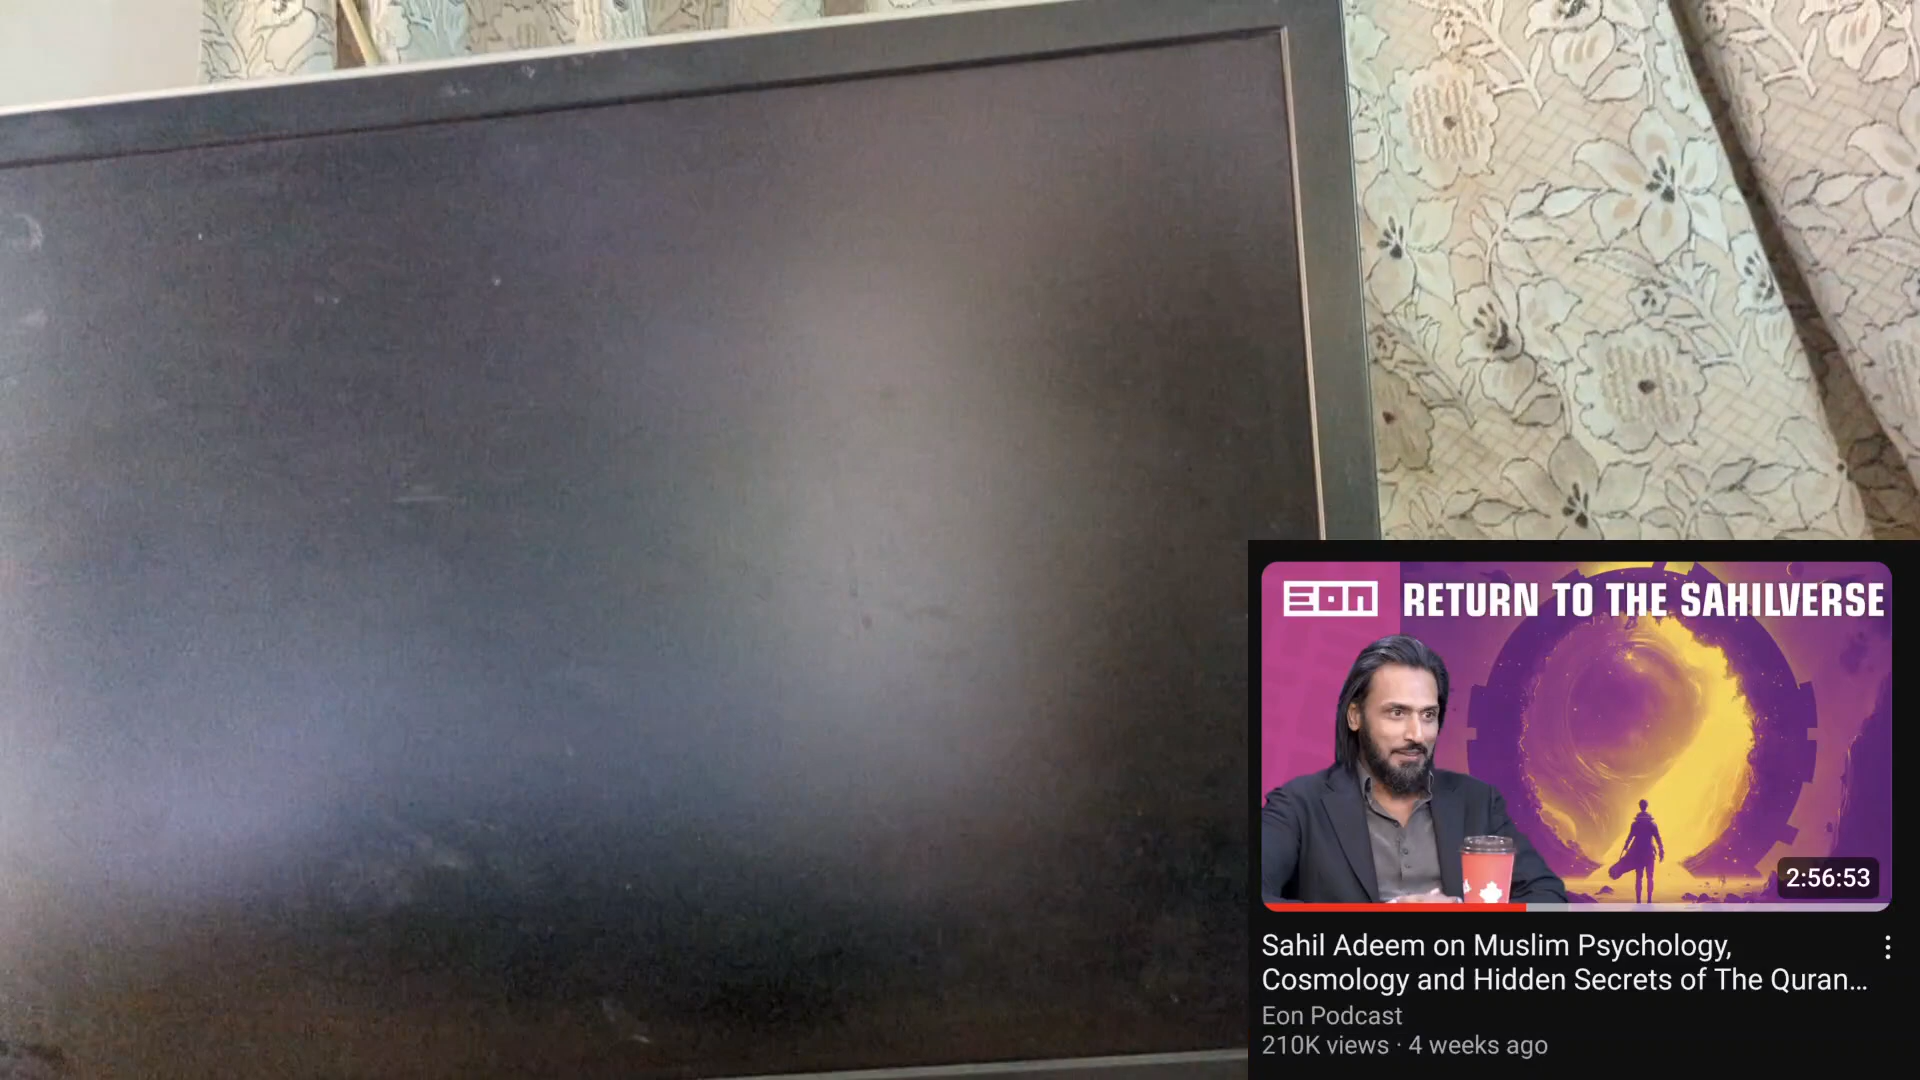 EON RETURN TO THE SAHILVERSE
2:56:53
Sahil Adeem on Muslim Psychology,
Cosmology and Hidden Secrets of The Quran...
Eon Podcast
210K views · 4 weeks ago